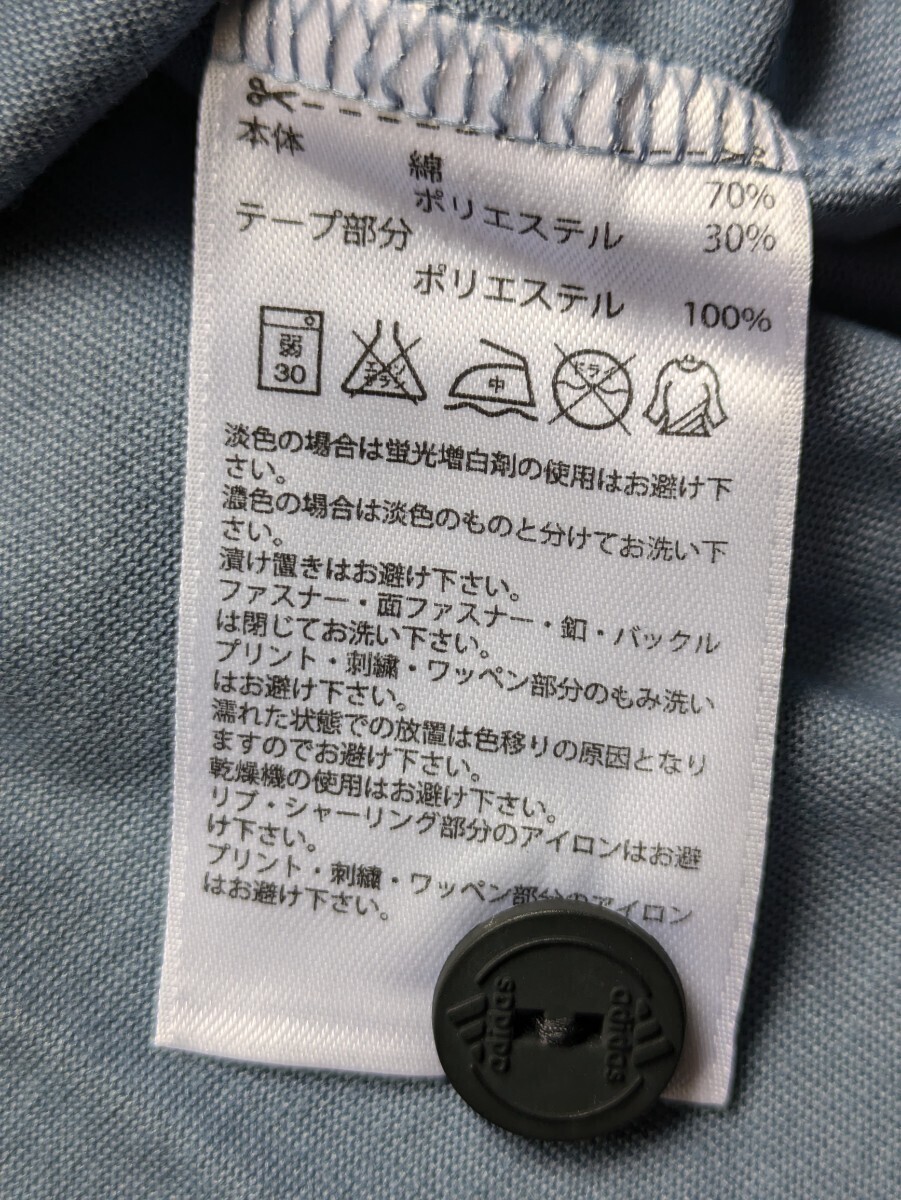 本体
綿 70%
ポリエステル 30%
テープ部分
ポリエステル 100%
弱
30
エンソ
サラシ
中
ドライ
淡色の場合は蛍光増白剤の使用はお避け下
さい。
濃色の場合は淡色のものと分けてお洗い下
さい。
漬け置きはお避け下さい。
ファスナー・面ファスナー・釦・バックル
は閉じてお洗い下さい。
プリント・刺繍・ワッペン部分のもみ洗い
はお避け下さい。
濡れた状態での放置は色移りの原因となり
ますのでお避け下さい。
乾燥機の使用はお避け下さい。
リブ・シャーリング部分のアイロンはお避
け下さい。
プリント・刺繍・ワッペン部分のアイロン
はお避け下さい。
adidas
adidas